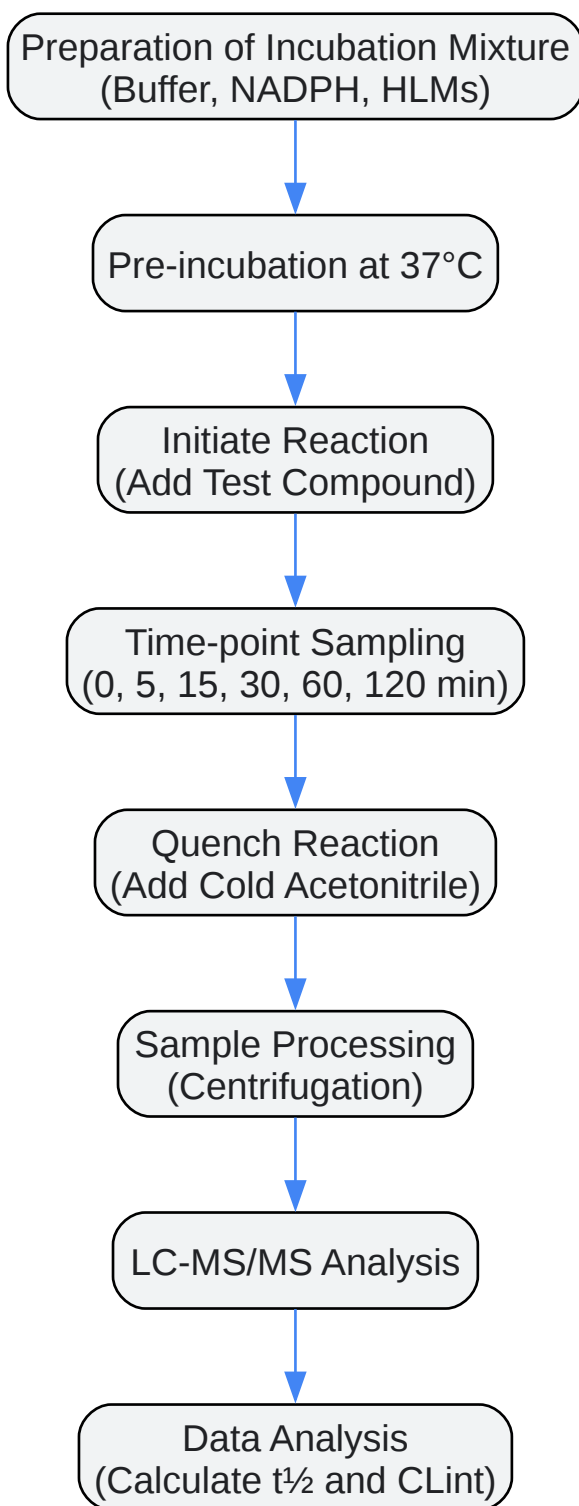 Preparation of Incubation Mixture
(Buffer, NADPH, HLMs)
Pre-incubation at 37°C
Initiate Reaction
(Add Test Compound)
Time-point Sampling
(0, 5, 15, 30, 60, 120 min)
Quench Reaction
(Add Cold Acetonitrile)
Sample Processing
(Centrifugation)
LC-MS/MS Analysis
Data Analysis
(Calculate t½ and CLint)